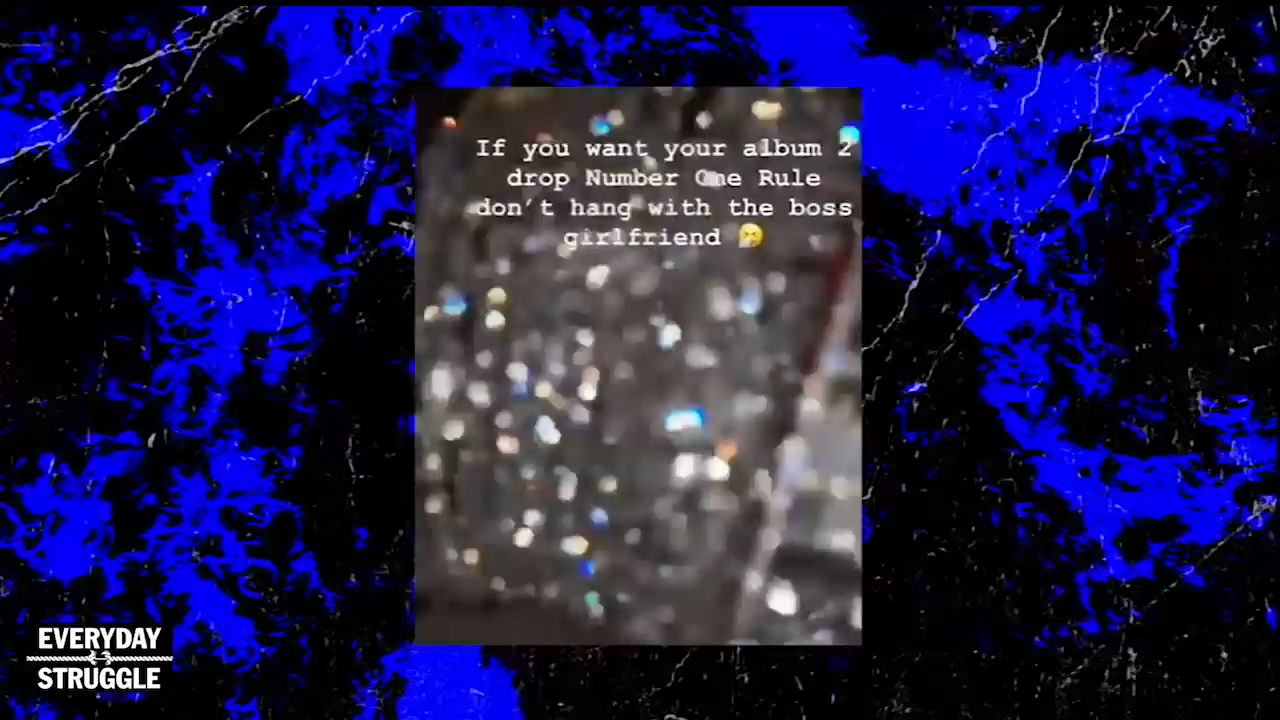 If you want your album 2
drop Number One Rule
don't hang with the boss
girlfriend 🤫
EVERYDAY
STRUGGLE